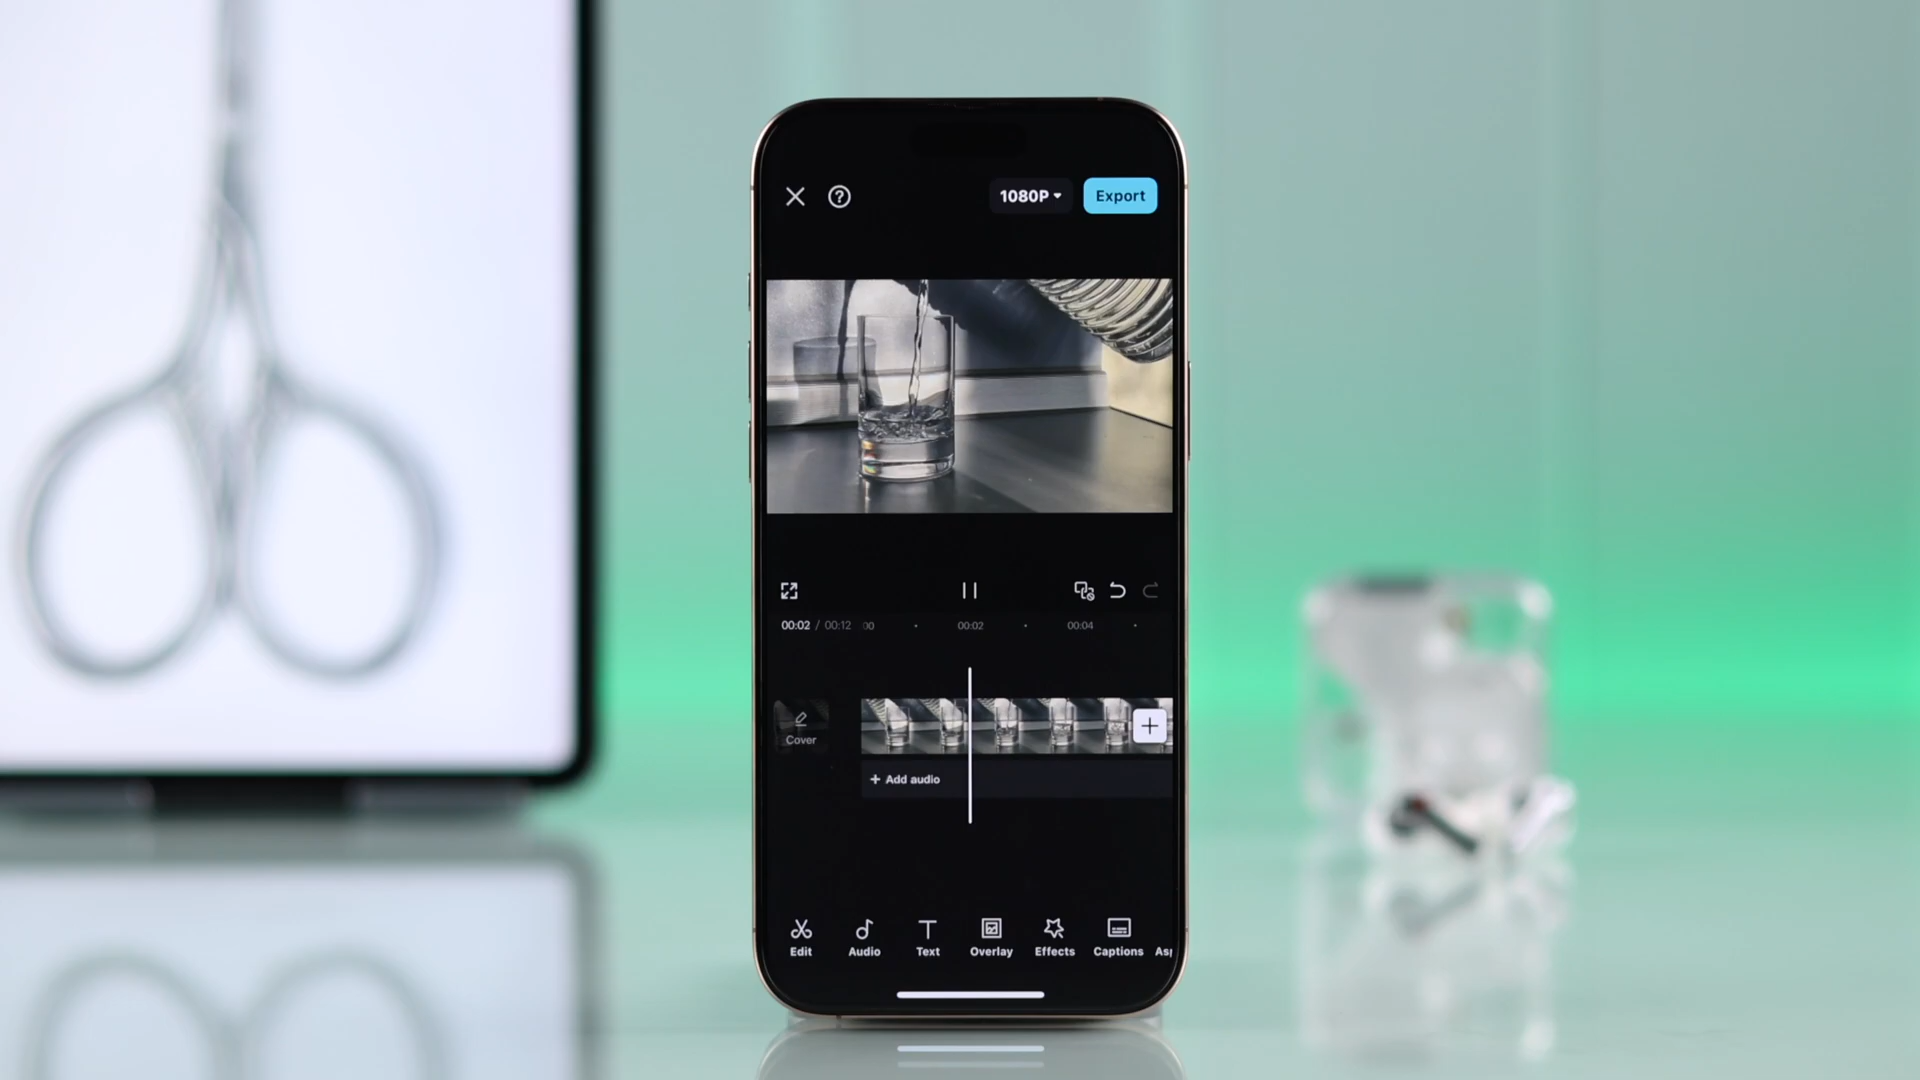 1080P
Export
00:02 / 00:12
00
00:02
00:04
Cover
+ Add audio
Edit
Audio
Text
Overlay
Effects
Captions
Asp